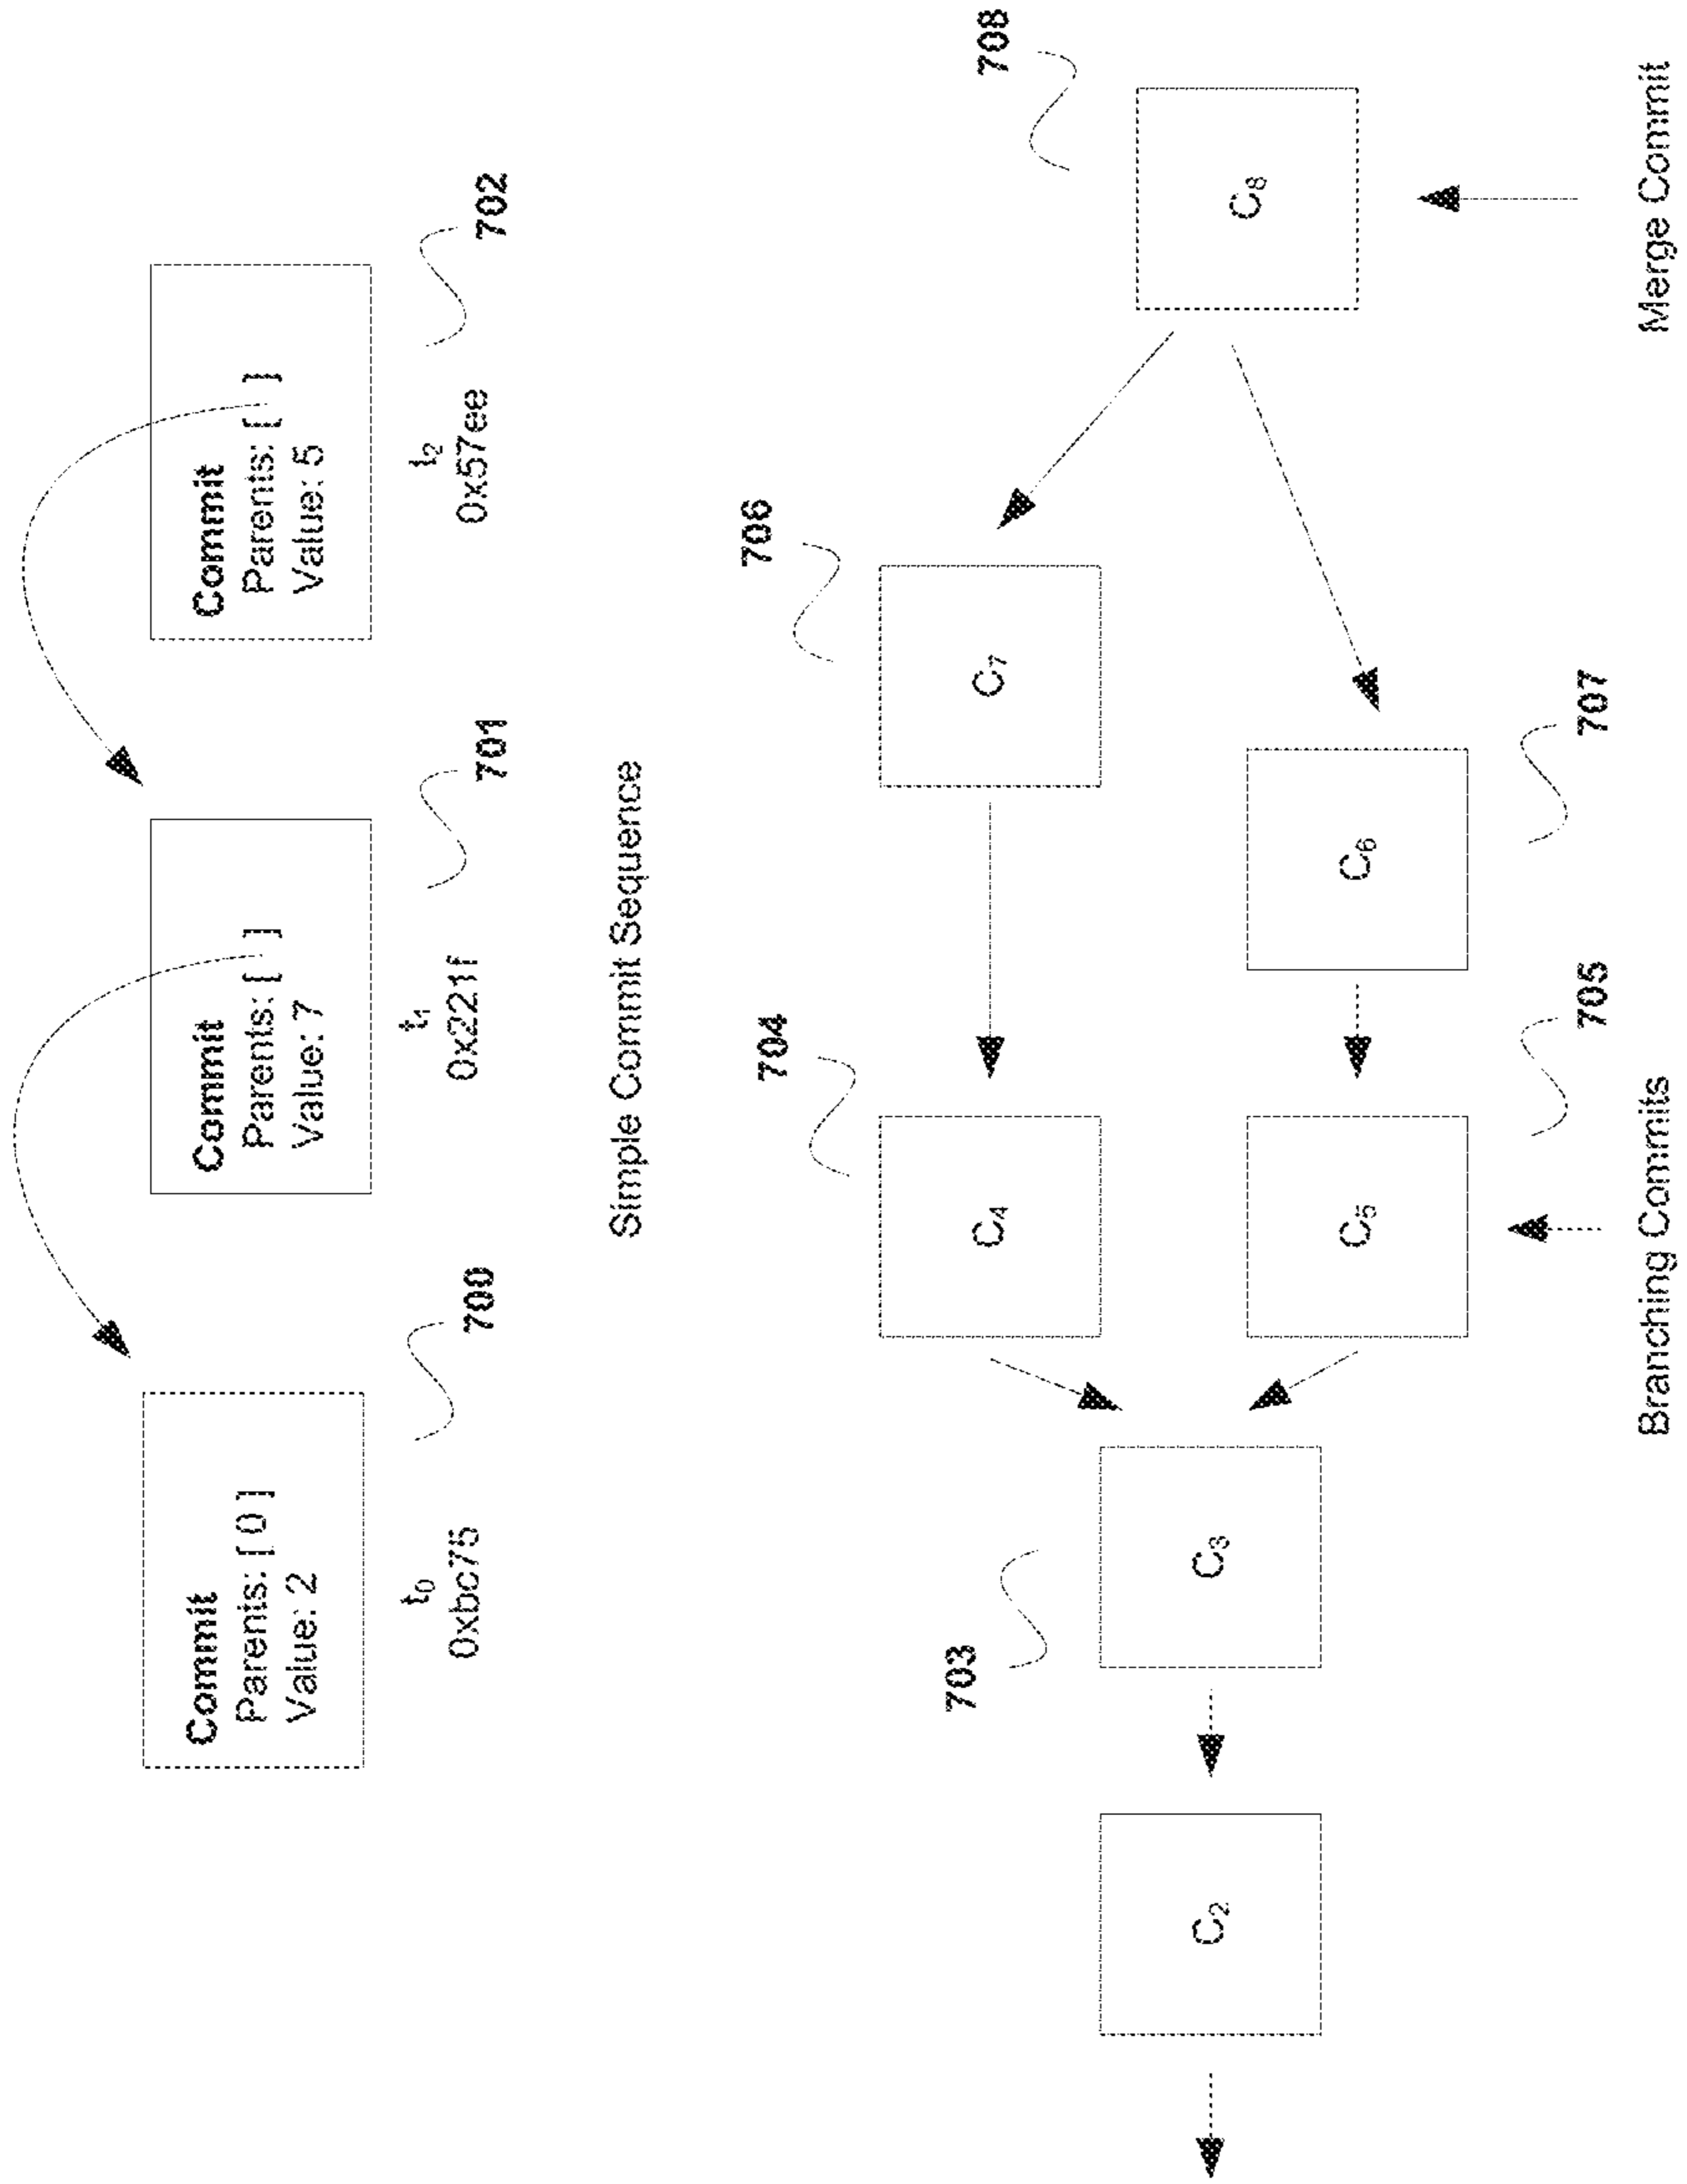 Commit
Parents: [ 0 ]
Value: 2
t0
0xbc75
700
Commit
Parents: [ ]
Value: 7
t1
0x221f
701
Commit
Parents: [ ]
Value: 5
t2
0x57ee
702
Simple Commit Sequence
C2
C3
703
C4
704
C5
705
C7
706
C6
707
C8
708
Branching Commits
Merge Commit